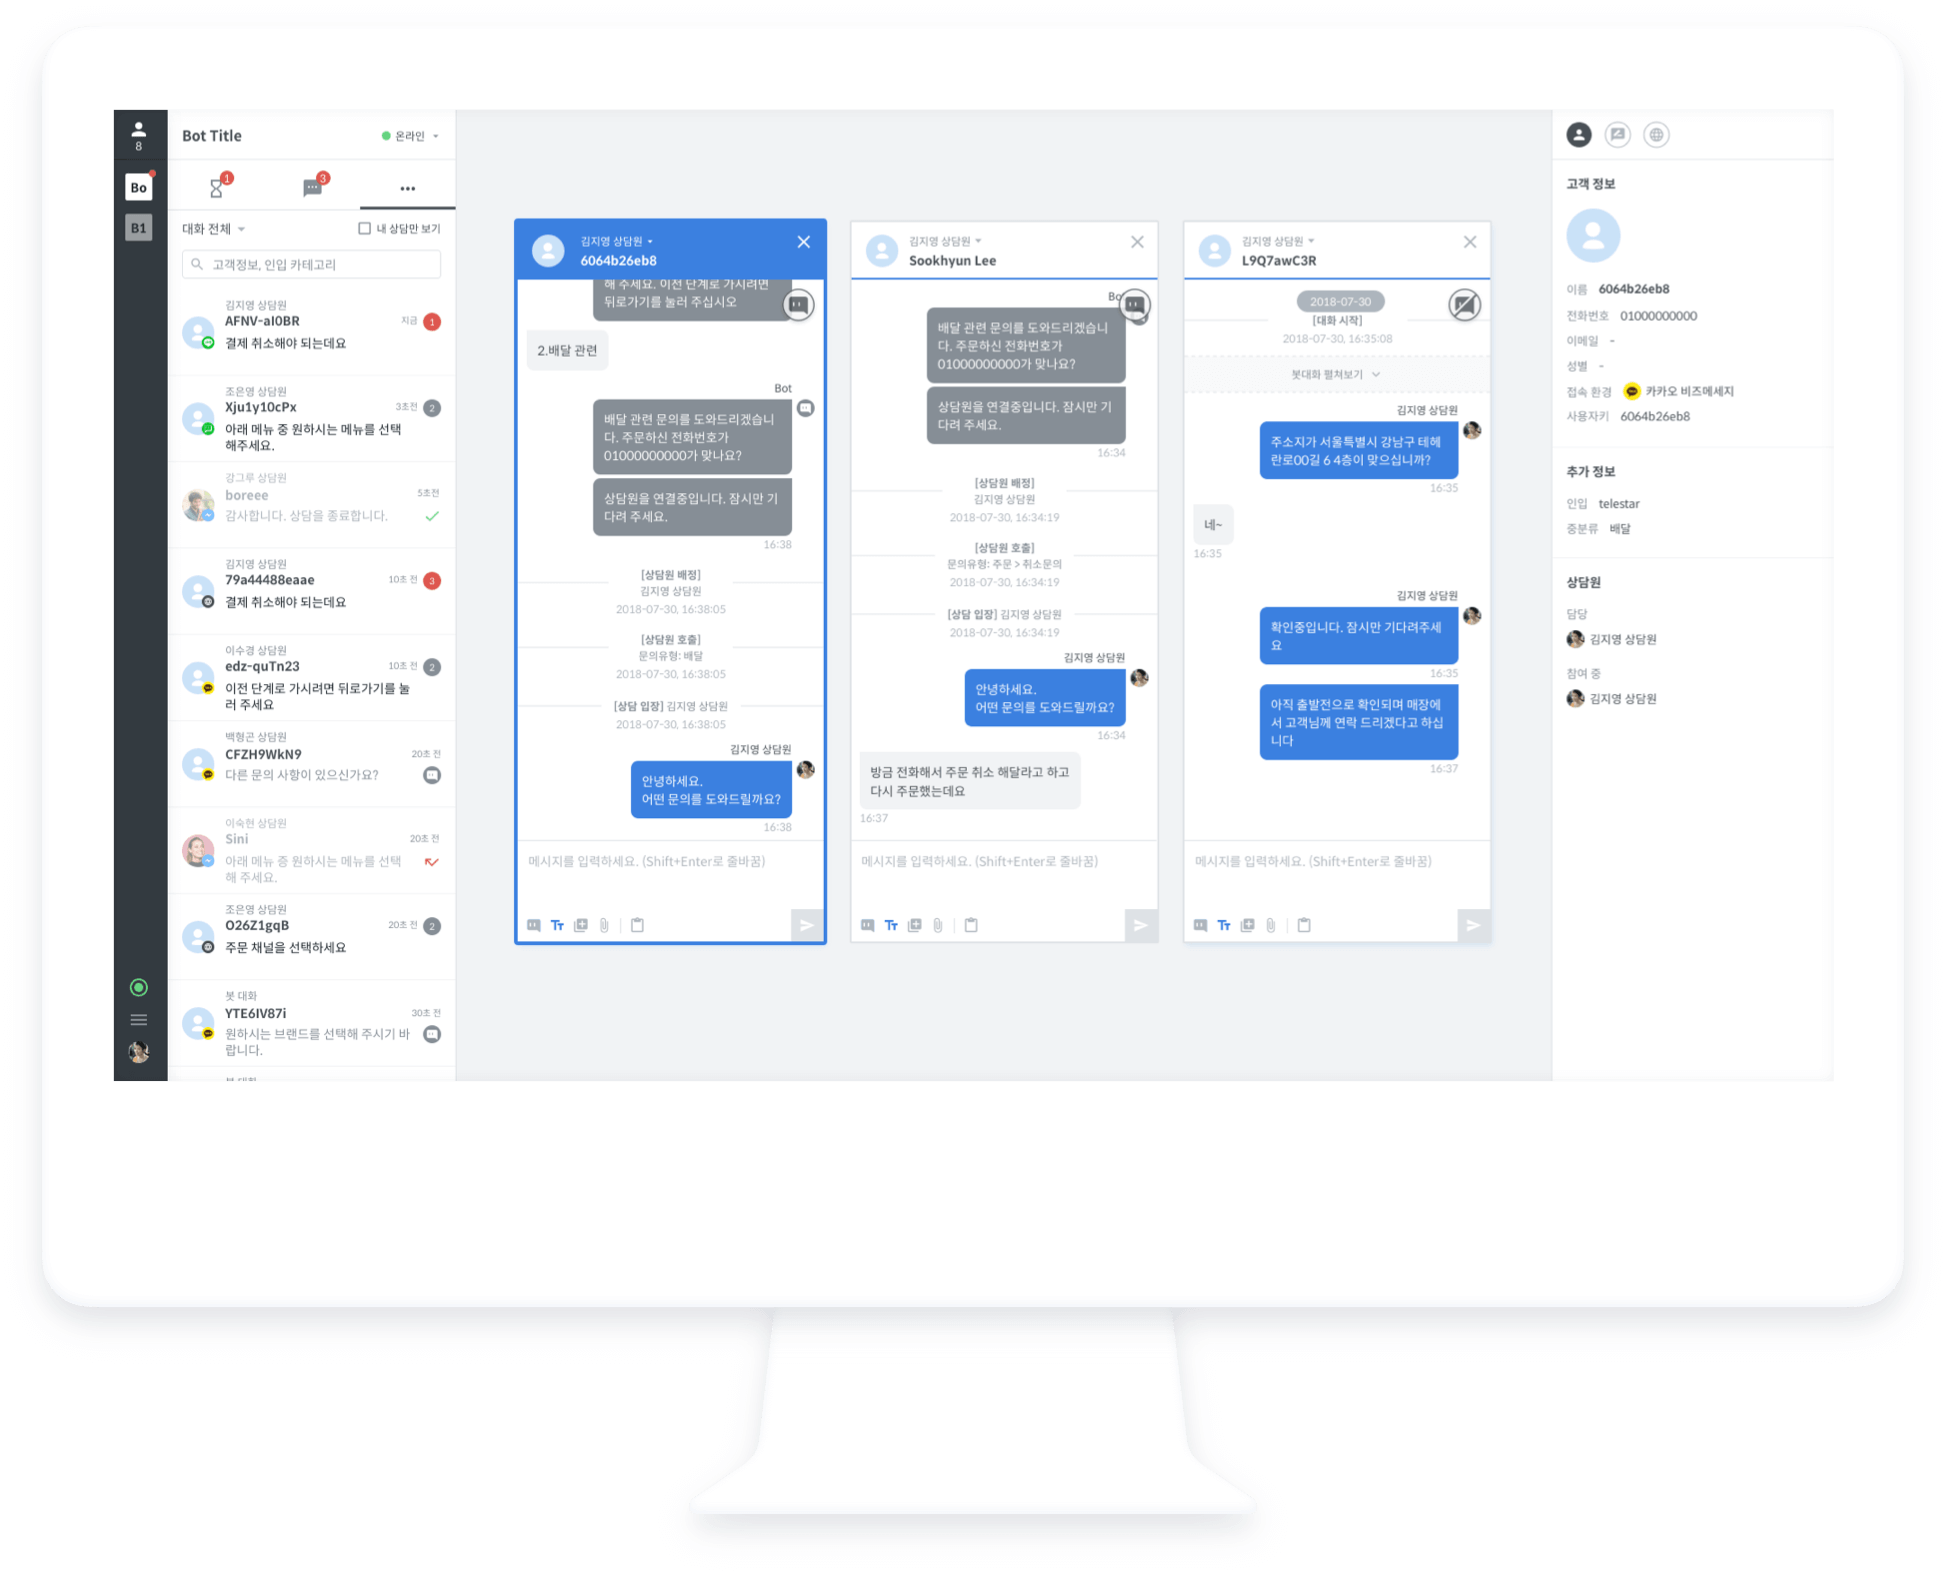 8
Bo
B1
Bot Title
온라인
1
3
대화 전체
내 상담만 보기
고객정보, 인입 카테고리
김지영 상담원
AFNV-aI0BR
지금
1
결제 취소해야 되는데요
조은영 상담원
Xju1y10cPx
3초전
2
아래 메뉴 중 원하시는 메뉴를 선택
해주세요.
강그루 상담원
boreee
5초전
감사합니다. 상담을 종료합니다.
김지영 상담원
79a44488eaae
10초 전
3
결제 취소해야 되는데요
이수경 상담원
edz-quTn23
10초 전
2
이전 단계로 가시려면 뒤로가기를 눌
러 주세요
백형곤 상담원
CFZH9WkN9
20초 전
다른 문의 사항이 있으신가요?
이숙현 상담원
Sini
20초 전
아래 메뉴 중 원하시는 메뉴를 선택
해 주세요.
조은영 상담원
O26Z1gqB
20초 전
2
주문 채널을 선택하세요
봇 대화
YTE6IV87i
30초 전
원하시는 브랜드를 선택해 주시기 바
랍니다.
김지영 상담원
6064b26eb8
해 주세요. 이전 단계로 가시려면
뒤로가기를 눌러 주십시오
2.배달 관련
Bot
배달 관련 문의를 도와드리겠습니
다. 주문하신 전화번호가
01000000000가 맞나요?
상담원을 연결중입니다. 잠시만 기
다려 주세요.
16:38
[상담원 배정]
김지영 상담원
2018-07-30, 16:38:05
[상담원 호출]
문의유형: 배달
2018-07-30, 16:38:05
[상담 입장] 김지영 상담원
2018-07-30, 16:38:05
김지영 상담원
안녕하세요.
어떤 문의를 도와드릴까요?
16:38
메시지를 입력하세요. (Shift+Enter로 줄바꿈)
Tт
김지영 상담원
Sookhyun Lee
배달 관련 문의를 도와드리겠습니
다. 주문하신 전화번호가
01000000000가 맞나요?
상담원을 연결중입니다. 잠시만 기
다려 주세요.
16:34
[상담원 배정]
김지영 상담원
2018-07-30, 16:34:19
[상담원 호출]
문의유형: 주문 > 취소문의
2018-07-30, 16:34:19
[상담 입장] 김지영 상담원
2018-07-30, 16:34:19
김지영 상담원
안녕하세요.
어떤 문의를 도와드릴까요?
16:34
방금 전화해서 주문 취소 해달라고 하고
다시 주문했는데요
16:37
메시지를 입력하세요. (Shift+Enter로 줄바꿈)
Tт
김지영 상담원
L9Q7awC3R
2018-07-30
[대화 시작]
2018-07-30, 16:35:08
봇대화 펼쳐보기
김지영 상담원
주소지가 서울특별시 강남구 테헤
란로00길 6 4층이 맞으십니까?
16:35
네~
16:35
김지영 상담원
확인중입니다. 잠시만 기다려주세
요
16:35
아직 출발전으로 확인되며 매장에
서 고객님께 연락 드리겠다고 하십
니다
16:37
메시지를 입력하세요. (Shift+Enter로 줄바꿈)
Tт
고객 정보
이름 6064b26eb8
전화번호 01000000000
이메일 -
성별 -
접속 환경 카카오 비즈메세지
사용자키 6064b26eb8
추가 정보
인입 telestar
중분류 배달
상담원
담당
김지영 상담원
참여 중
김지영 상담원